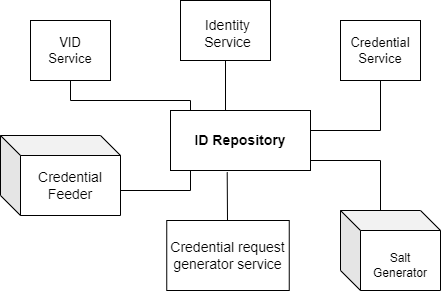 VID
Service
Identity
Service
Credential
Service
ID Repository
Credential
Feeder
Credential request
generator service
Salt
Generator